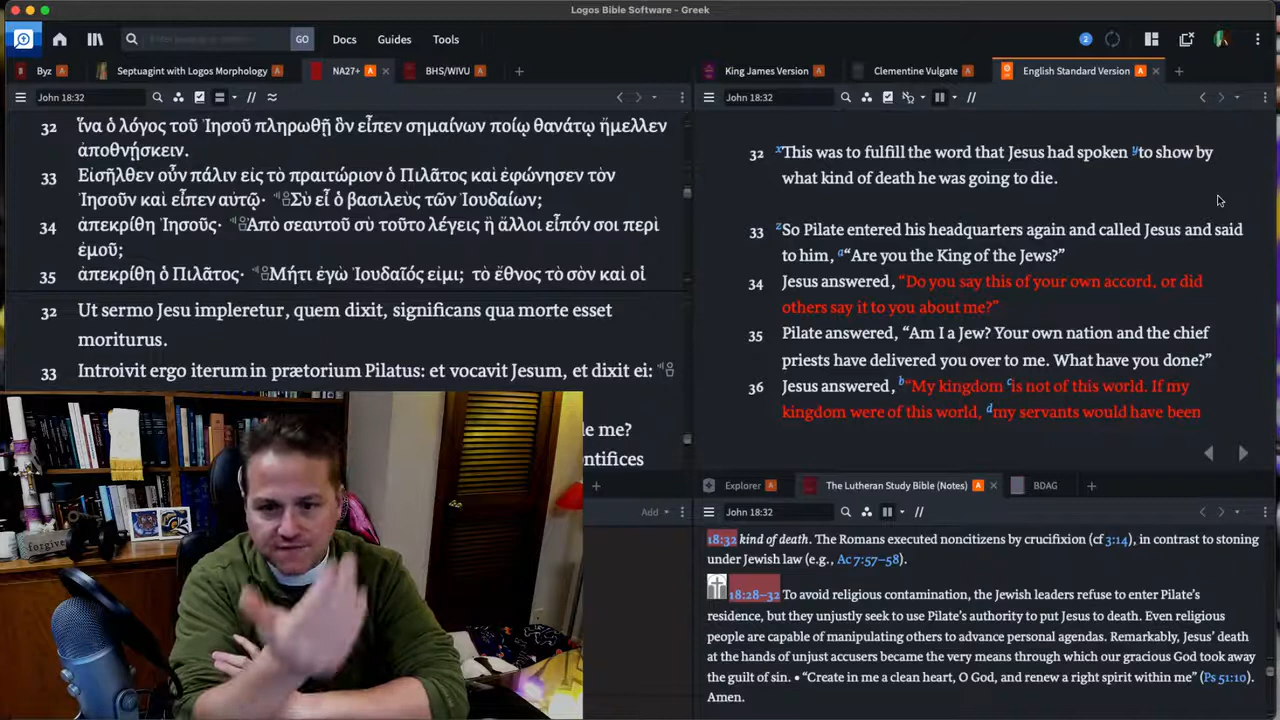 Logos Bible Software - Greek
GO
Docs
Guides
Tools
2
Byz A
Septuagint with Logos Morphology A
NA27+ A
BHS/WIVU A
King James Version A
Clementine Vulgate A
English Standard Version A
John 18:32
32 ἵνα ὁ λόγος τοῦ Ἰησοῦ πληρωθῇ ὃν εἶπεν σημαίνων ποίῳ θανάτῳ ἤμελλεν
ἀποθνῄσκειν.
33 Εἰσῆλθεν οὖν πάλιν εἰς τὸ πραιτώριον ὁ Πιλᾶτος καὶ ἐφώνησεν τὸν
Ἰησοῦν καὶ εἶπεν αὐτῷ· Σὺ εἶ ὁ βασιλεὺς τῶν Ἰουδαίων;
34 ἀπεκρίθη Ἰησοῦς· Ἀπὸ σεαυτοῦ σὺ τοῦτο λέγεις ἢ ἄλλοι εἶπόν σοι περὶ
ἐμοῦ;
35 ἀπεκρίθη ὁ Πιλᾶτος· Μήτι ἐγὼ Ἰουδαῖός εἰμι; τὸ ἔθνος τὸ σὸν καὶ οἱ
32 Ut sermo Jesu impleretur, quem dixit, significans qua morte esset
moriturus.
33 Introivit ergo iterum in prætorium Pilatus: et vocavit Jesum, et dixit ei:
me?
ntifices
Add
forgive
John 18:32
32 xThis was to fulfill the word that Jesus had spoken yto show by
what kind of death he was going to die.
33 zSo Pilate entered his headquarters again and called Jesus and said
to him, a“Are you the King of the Jews?”
34 Jesus answered, “Do you say this of your own accord, or did
others say it to you about me?”
35 Pilate answered, “Am I a Jew? Your own nation and the chief
priests have delivered you over to me. What have you done?”
36 Jesus answered, b“My kingdom cis not of this world. If my
kingdom were of this world, dmy servants would have been
Explorer A
The Lutheran Study Bible (Notes) A
BDAG
John 18:32
18:32 kind of death. The Romans executed noncitizens by crucifixion (cf 3:14), in contrast to stoning
under Jewish law (e.g., Ac 7:57–58).
18:28–32 To avoid religious contamination, the Jewish leaders refuse to enter Pilate’s
residence, but they unjustly seek to use Pilate’s authority to put Jesus to death. Even religious
people are capable of manipulating others to advance personal agendas. Remarkably, Jesus’ death
at the hands of unjust accusers became the very means through which our gracious God took away
the guilt of sin. • “Create in me a clean heart, O God, and renew a right spirit within me” (Ps 51:10).
Amen.